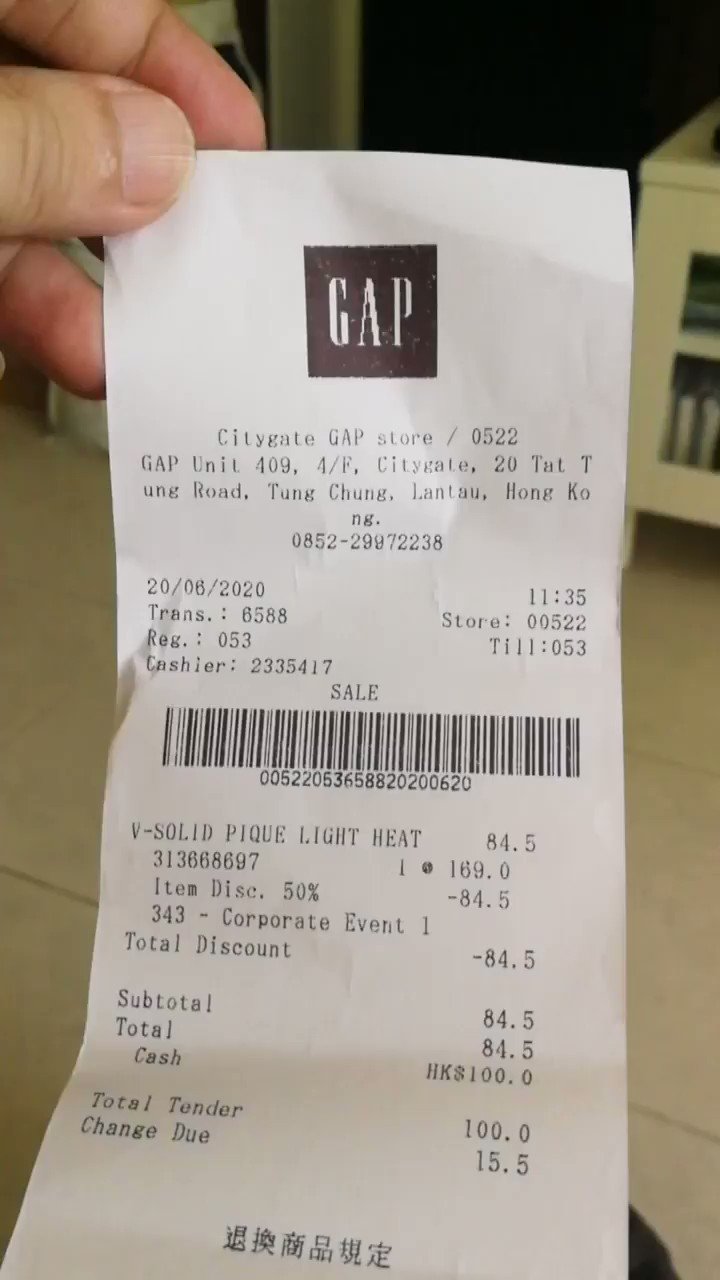 GAP
Citygate GAP store / 0522
GAP Unit 409, 4/F, Citygate, 20 Tat T
ung Road, Tung Chung, Lantau, Hong Ko
ng.
0852-29972238
20/06/2020 11:35
Trans.: 6588 Store: 00522
Reg.: 053 Till:053
Cashier: 2335417
SALE
00522053658820200620
V-SOLID PIQUE LIGHT HEAT 84.5
313668697 1 @ 169.0
Item Disc. 50% -84.5
343 - Corporate Event 1
Total Discount -84.5
Subtotal 84.5
Total 84.5
Cash HK$100.0
Total Tender 100.0
Change Due 15.5
退換商品規定